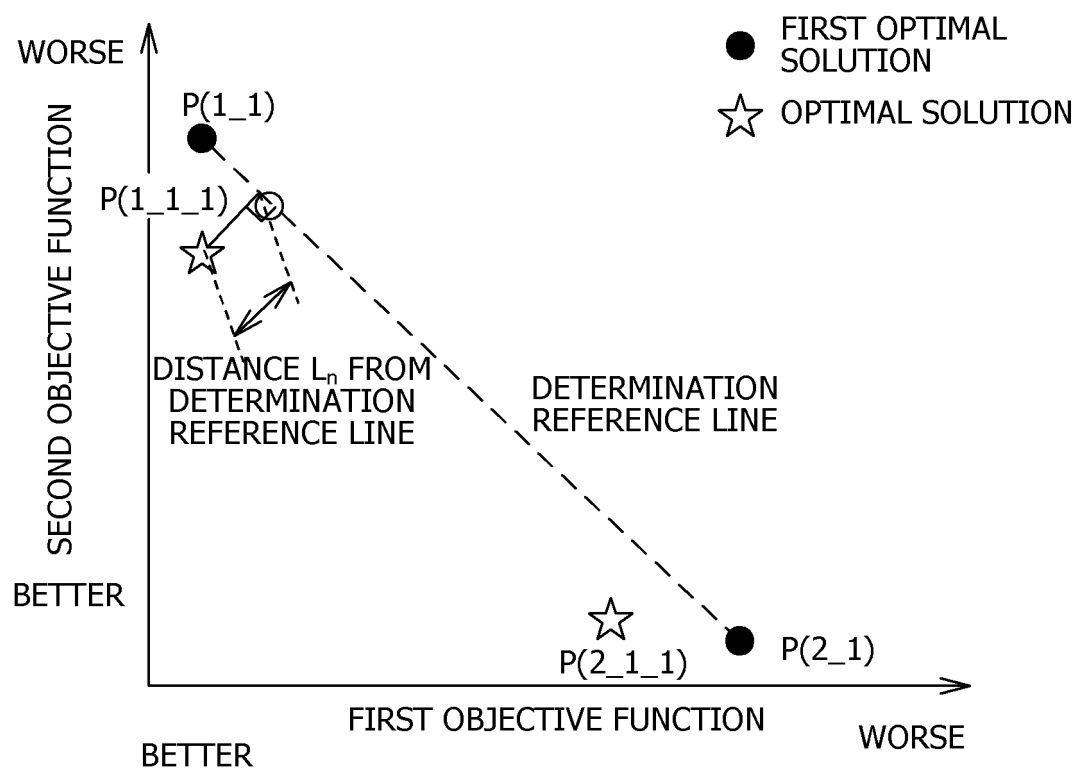 WORSE
FIRST OPTIMAL
SOLUTION
OPTIMAL SOLUTION
P(1_1)
P(1_1_1)
SECOND OBJECTIVE FUNCTION
DISTANCE Ln FROM
DETERMINATION
REFERENCE LINE
DETERMINATION
REFERENCE LINE
BETTER
P(2_1_1)
P(2_1)
FIRST OBJECTIVE FUNCTION
WORSE
BETTER